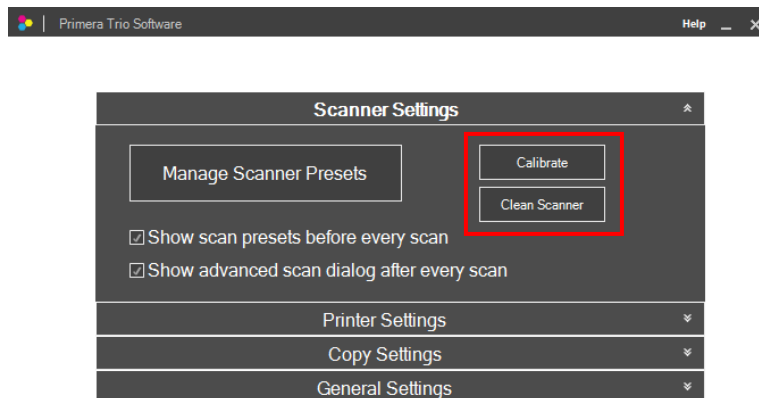 Primera Trio Software
Help
Scanner Settings
Manage Scanner Presets
Calibrate
Clean Scanner
Show scan presets before every scan
Show advanced scan dialog after every scan
Printer Settings
Copy Settings
General Settings